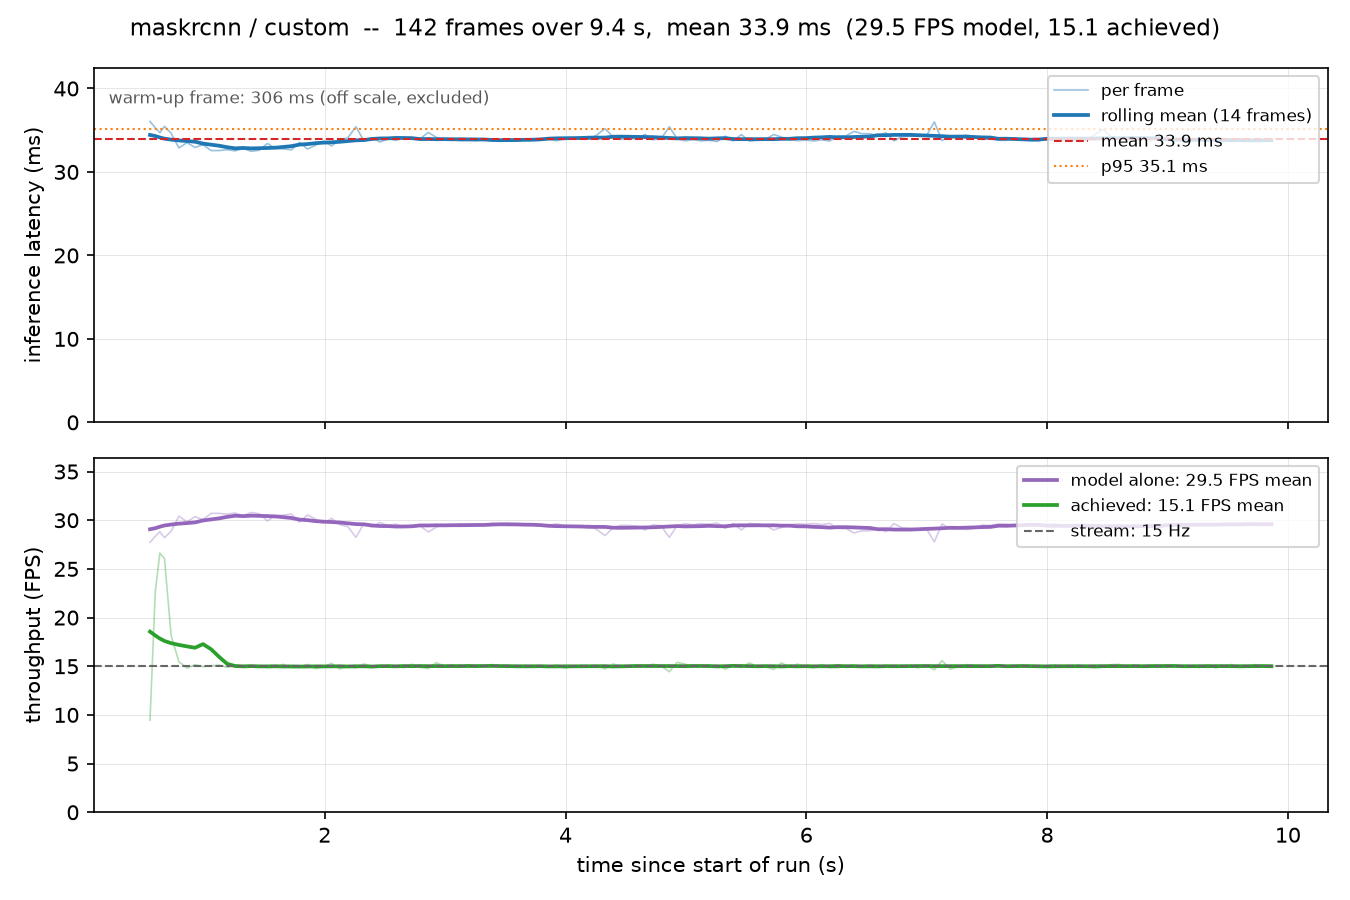 maskrcnn / custom  --  142 frames over 9.4 s,  mean 33.9 ms  (29.5 FPS model, 15.1 achieved)
inference latency (ms)
40
30
20
10
0
warm-up frame: 306 ms (off scale, excluded)
per frame
rolling mean (14 frames)
mean 33.9 ms
p95 35.1 ms
throughput (FPS)
35
30
25
20
15
10
5
0
model alone: 29.5 FPS mean
achieved: 15.1 FPS mean
stream: 15 Hz
2 4 6 8 10
time since start of run (s)